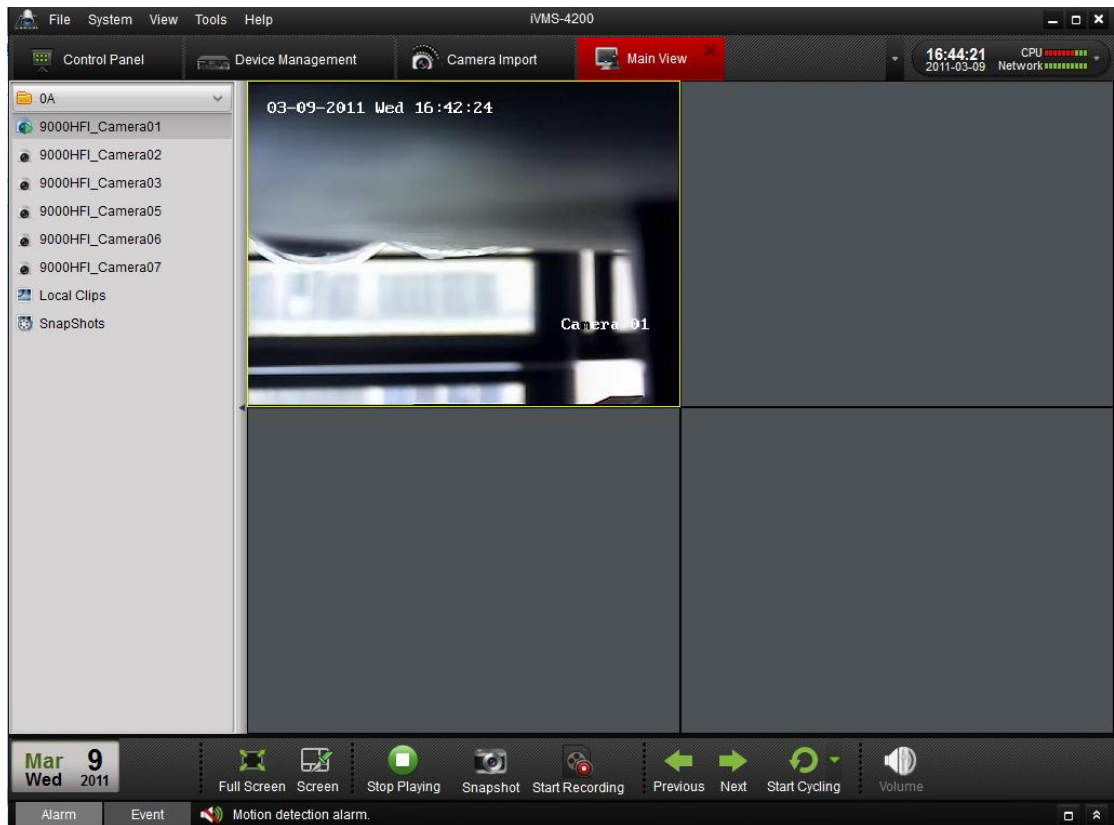 File System View Tools Help iVMS-4200
Control Panel Device Management Camera Import Main View 16:44:21 CPU
2011-03-09 Network
0A
9000HFI_Camera01
9000HFI_Camera02
9000HFI_Camera03
9000HFI_Camera05
9000HFI_Camera06
9000HFI_Camera07
Local Clips
SnapShots
03-09-2011 Wed 16:42:24
Camera 01
Mar 9
Wed 2011
Full Screen Screen Stop Playing Snapshot Start Recording Previous Next Start Cycling Volume
Alarm Event Motion detection alarm.